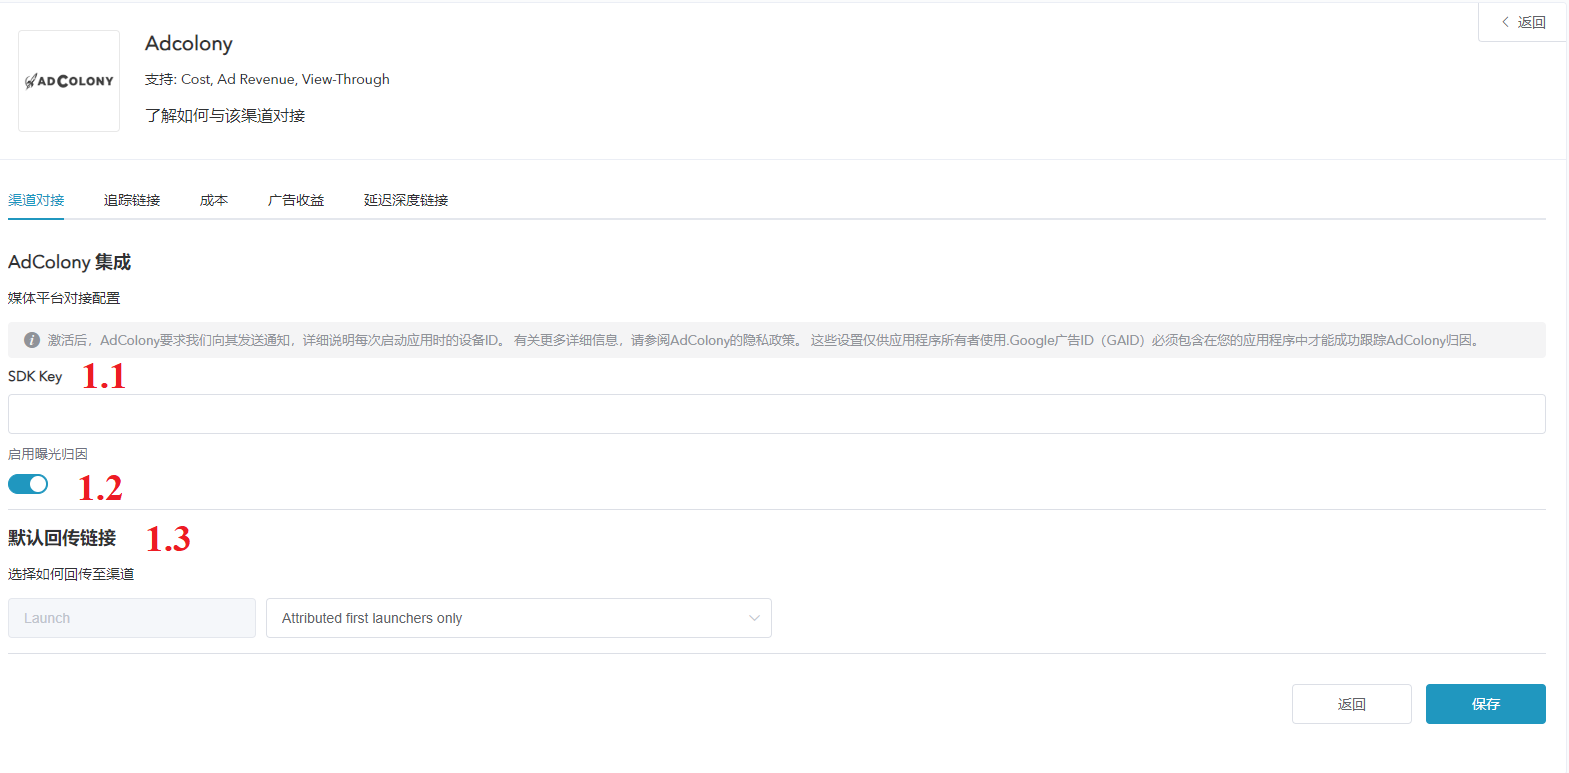 返回
Adcolony
ADCOLONY
支持: Cost, Ad Revenue, View-Through
了解如何与该渠道对接
渠道对接 追踪链接 成本 广告收益 延迟深度链接
AdColony 集成
媒体平台对接配置
激活后，AdColony要求我们向其发送通知，详细说明每次启动应用时的设备ID。 有关更多详细信息，请参阅AdColony的隐私政策。 这些设置仅供应用程序所有者使用.Google广告ID（GAID）必须包含在您的应用程序中才能成功跟踪AdColony归因。
SDK Key 1.1
启用曝光归因
1.2
默认回传链接 1.3
选择如何回传至渠道
Launch Attributed first launchers only
返回 保存